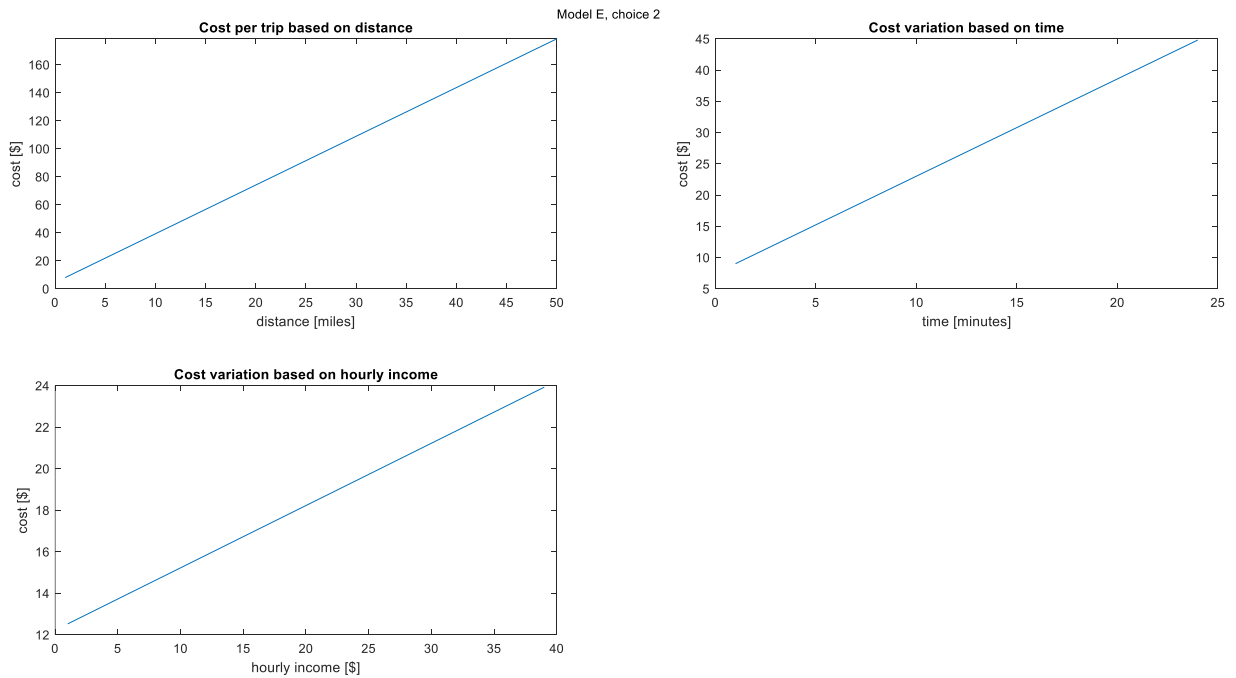 Model E, choice 2
Cost per trip based on distance
160
140
120
100
80
60
40
20
0
cost [$]
0 5 10 15 20 25 30 35 40 45 50
distance [miles]
Cost variation based on time
45
40
35
30
25
20
15
10
5
cost [$]
0 5 10 15 20 25
time [minutes]
Cost variation based on hourly income
24
22
20
18
16
14
12
cost [$]
0 5 10 15 20 25 30 35 40
hourly income [$]